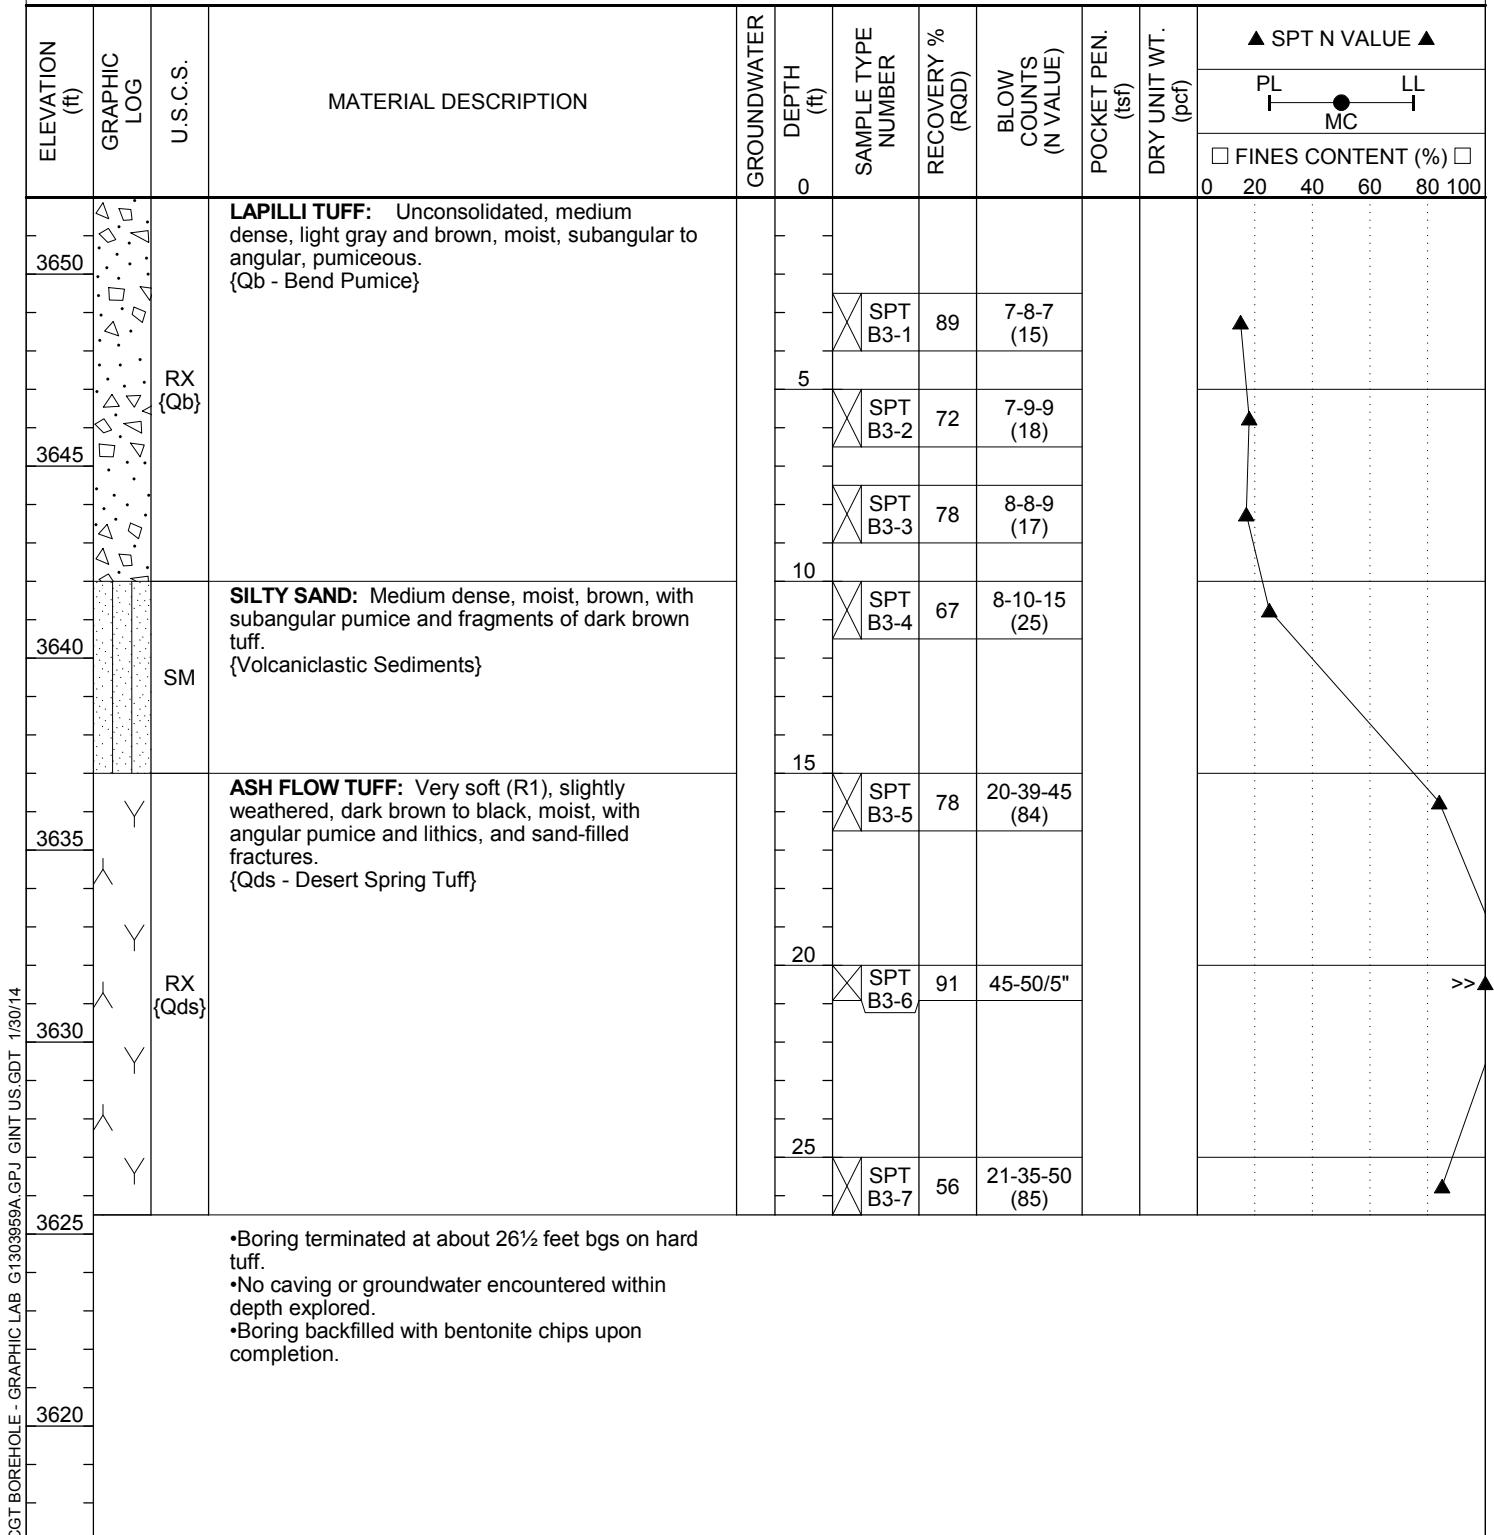 ELEVATION (ft)
GRAPHIC LOG
U.S.C.S.
MATERIAL DESCRIPTION
GROUNDWATER
DEPTH (ft)
0
SAMPLE TYPE NUMBER
RECOVERY % (RQD)
BLOW COUNTS (N VALUE)
POCKET PEN. (tsf)
DRY UNIT WT. (pcf)
▲ SPT N VALUE ▲
PL LL
MC
□ FINES CONTENT (%) □
0 20 40 60 80 100
LAPILLI TUFF: Unconsolidated, medium
dense, light gray and brown, moist, subangular to
angular, pumiceous.
{Qb - Bend Pumice}
3650
SPT 89 7-8-7
B3-1 (15)
RX
{Qb}
5
SPT 72 7-9-9
B3-2 (18)
3645
SPT 78 8-8-9
B3-3 (17)
10
SILTY SAND: Medium dense, moist, brown, with
subangular pumice and fragments of dark brown
tuff.
{Volcaniclastic Sediments}
SPT 67 8-10-15
B3-4 (25)
3640
SM
15
ASH FLOW TUFF: Very soft (R1), slightly
weathered, dark brown to black, moist, with
angular pumice and lithics, and sand-filled
fractures.
{Qds - Desert Spring Tuff}
SPT 78 20-39-45
B3-5 (84)
3635
20
RX
{Qds}
SPT 91 45-50/5"
B3-6
>>▲
3630
25
SPT 56 21-35-50
B3-7 (85)
3625
•Boring terminated at about 26½ feet bgs on hard
tuff.
•No caving or groundwater encountered within
depth explored.
•Boring backfilled with bentonite chips upon
completion.
3620
CGT BOREHOLE - GRAPHIC LAB G1303959A.GPJ GINT US.GDT 1/30/14